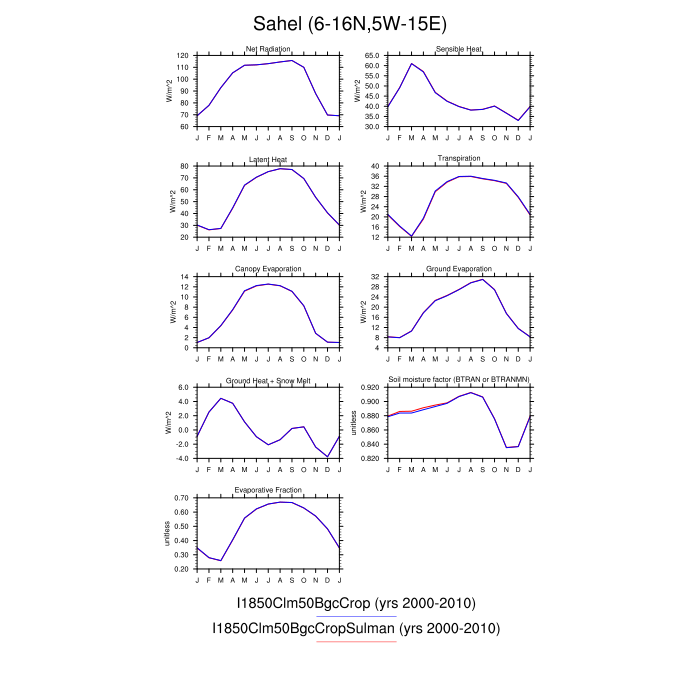 Sahel (6-16N,5W-15E)
Net Radiation
W/m^2
120
110
100
90
80
70
60
J F M A M J J A S O N D J
Sensible Heat
W/m^2
65.0
60.0
55.0
50.0
45.0
40.0
35.0
30.0
J F M A M J J A S O N D J
Latent Heat
W/m^2
80
70
60
50
40
30
20
J F M A M J J A S O N D J
Transpiration
W/m^2
40
36
32
28
24
20
16
12
J F M A M J J A S O N D J
Canopy Evaporation
W/m^2
14
12
10
8
6
4
2
0
J F M A M J J A S O N D J
Ground Evaporation
W/m^2
32
28
24
20
16
12
8
4
J F M A M J J A S O N D J
Ground Heat + Snow Melt
W/m^2
6.0
4.0
2.0
0.0
-2.0
-4.0
J F M A M J J A S O N D J
Soil moisture factor (BTRAN or BTRANMN)
unitless
0.920
0.900
0.880
0.860
0.840
0.820
J F M A M J J A S O N D J
Evaporative Fraction
unitless
0.70
0.60
0.50
0.40
0.30
0.20
J F M A M J J A S O N D J
I1850Clm50BgcCrop (yrs 2000-2010)
I1850Clm50BgcCropSulman (yrs 2000-2010)